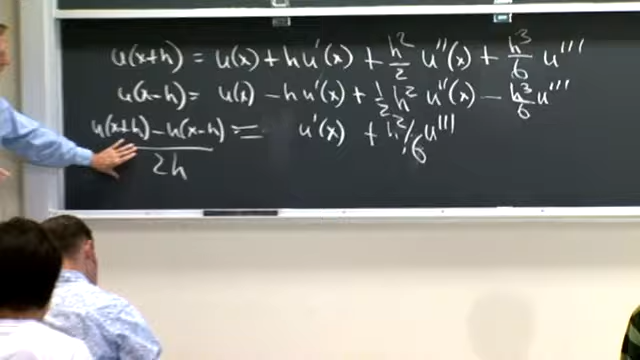 u(x+h) = u(x) + hu'(x) + h²/2 u''(x) + h³/6 u'''
u(x-h) = u(x) - hu'(x) + 1/2 h² u''(x) - h³/6 u'''
u(x+h) - u(x-h) / 2h = u'(x) + h²/6 u'''